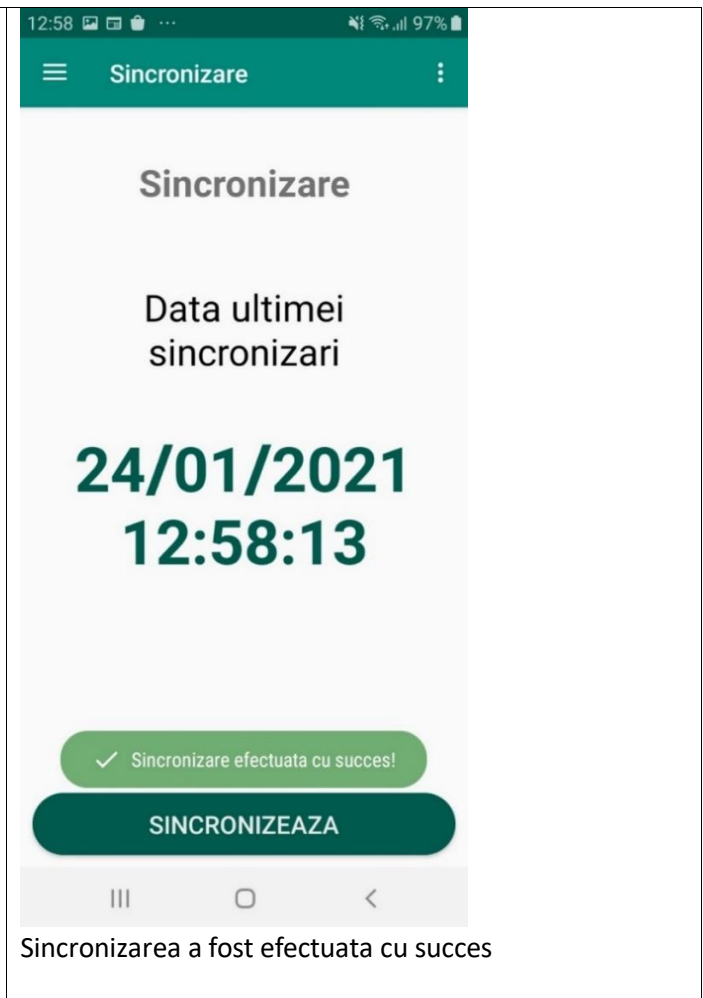 12:58 ... 97%
Sincronizare
Sincronizare
Data ultimei
sincronizari
24/01/2021
12:58:13
Sincronizare efectuata cu succes!
SINCRONIZEAZA
Sincronizarea a fost efectuata cu succes